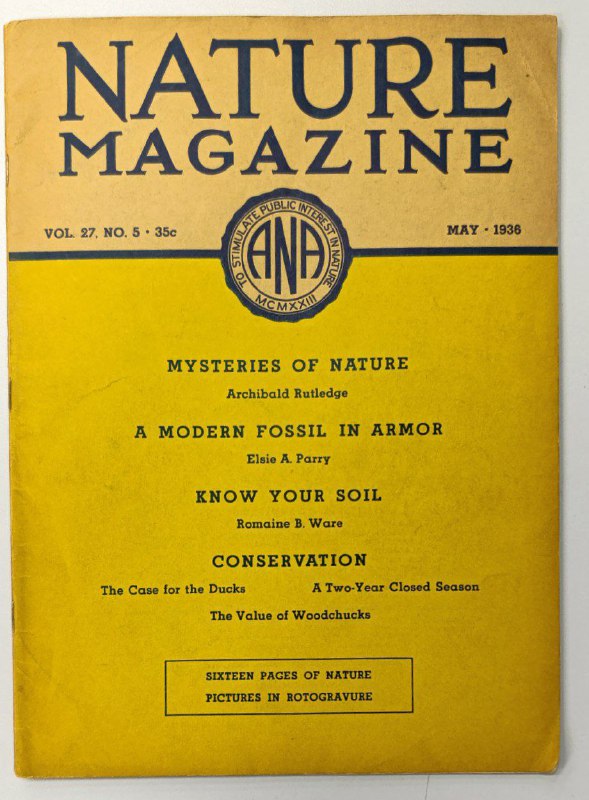 NATURE
MAGAZINE
VOL. 27, NO. 5 • 35c
MAY • 1936
TO STIMULATE PUBLIC INTEREST IN NATURE
ANA
MCMXXIII
MYSTERIES OF NATURE
Archibald Rutledge
A MODERN FOSSIL IN ARMOR
Elsie A. Parry
KNOW YOUR SOIL
Romaine B. Ware
CONSERVATION
The Case for the Ducks
A Two-Year Closed Season
The Value of Woodchucks
SIXTEEN PAGES OF NATURE
PICTURES IN ROTOGRAVURE